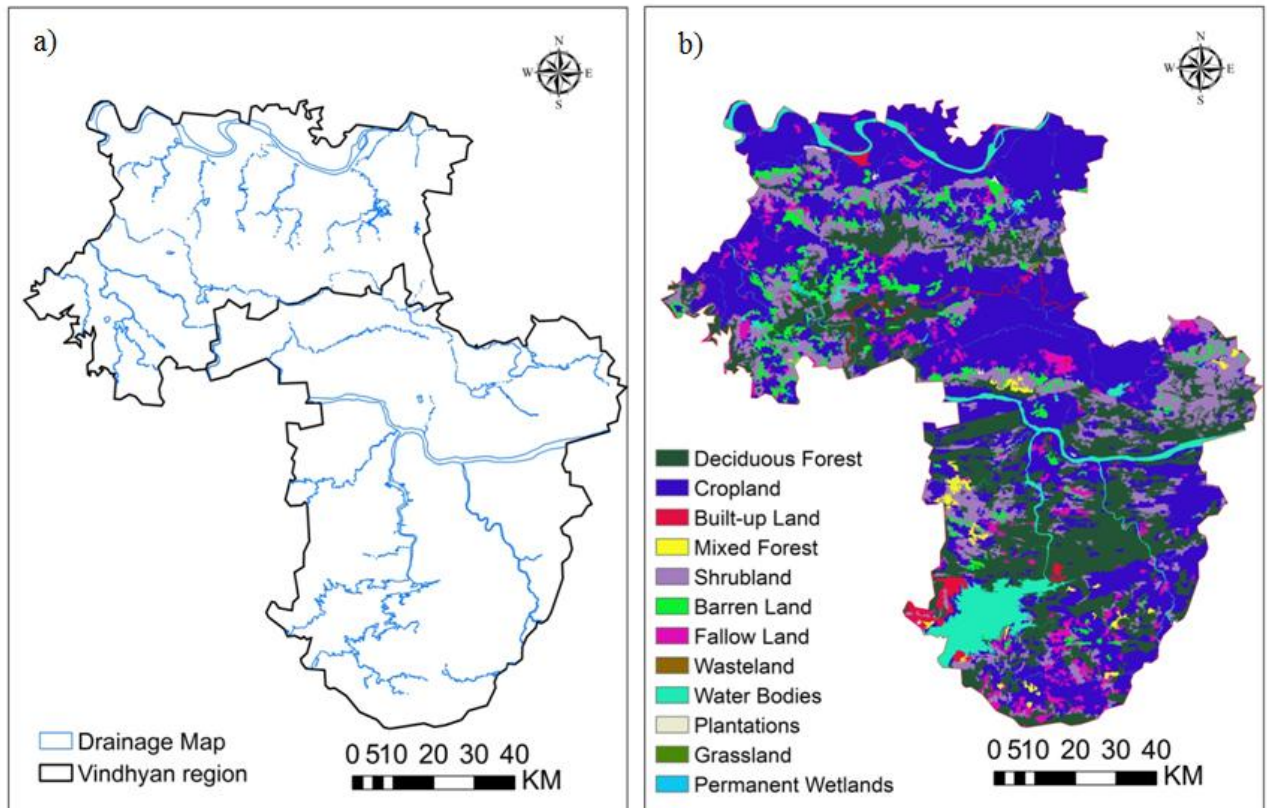 a)
N
W E
S
Drainage Map
Vindhyan region
0 510 20 30 40
KM
b)
N
W E
S
Deciduous Forest
Cropland
Built-up Land
Mixed Forest
Shrubland
Barren Land
Fallow Land
Wasteland
Water Bodies
Plantations
Grassland
Permanent Wetlands
0 510 20 30 40
KM